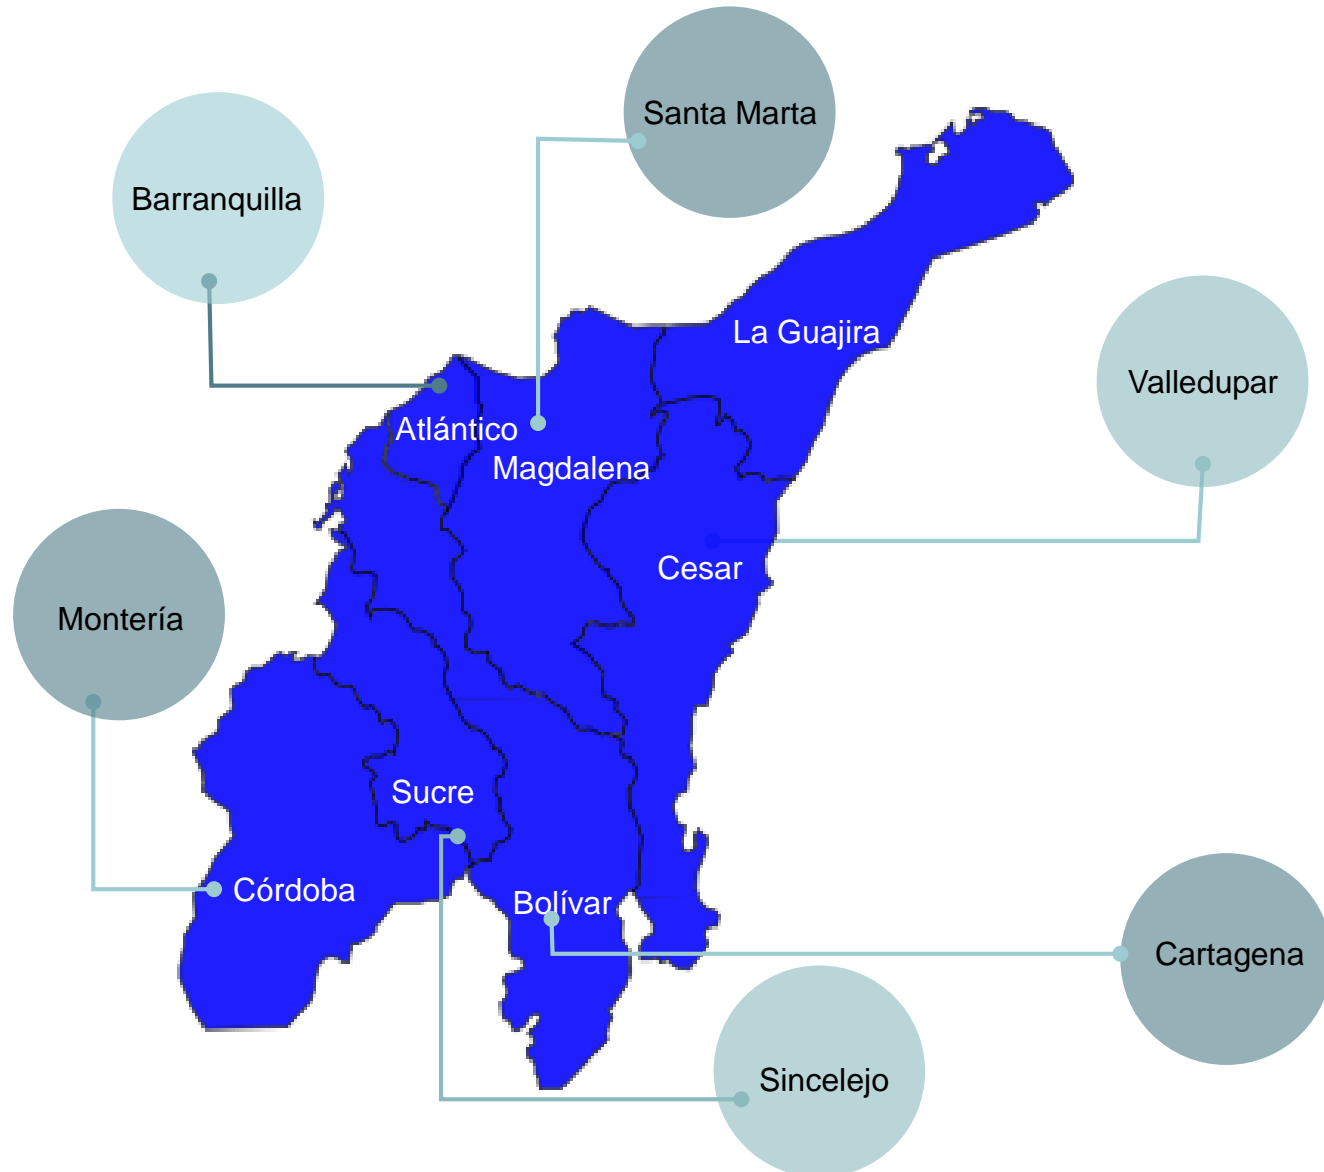 Santa Marta
Barranquilla
La Guajira
Valledupar
Atlántico
Magdalena
Cesar
Montería
Sucre
Córdoba
Bolívar
Cartagena
Sincelejo